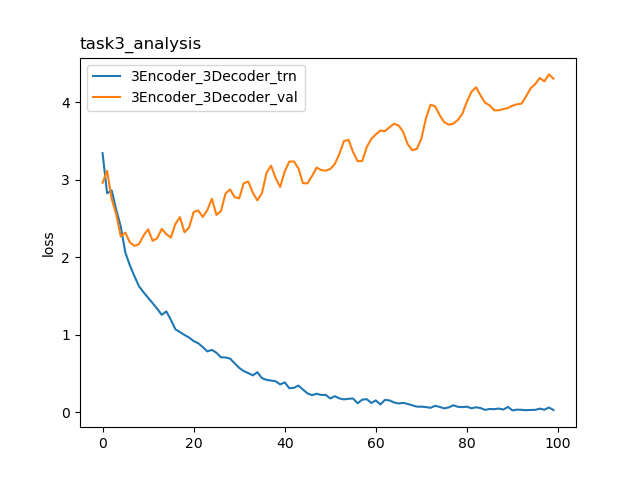 task3_analysis
3Encoder_3Decoder_trn
3Encoder_3Decoder_val
loss
4
3
2
1
0
0 20 40 60 80 100